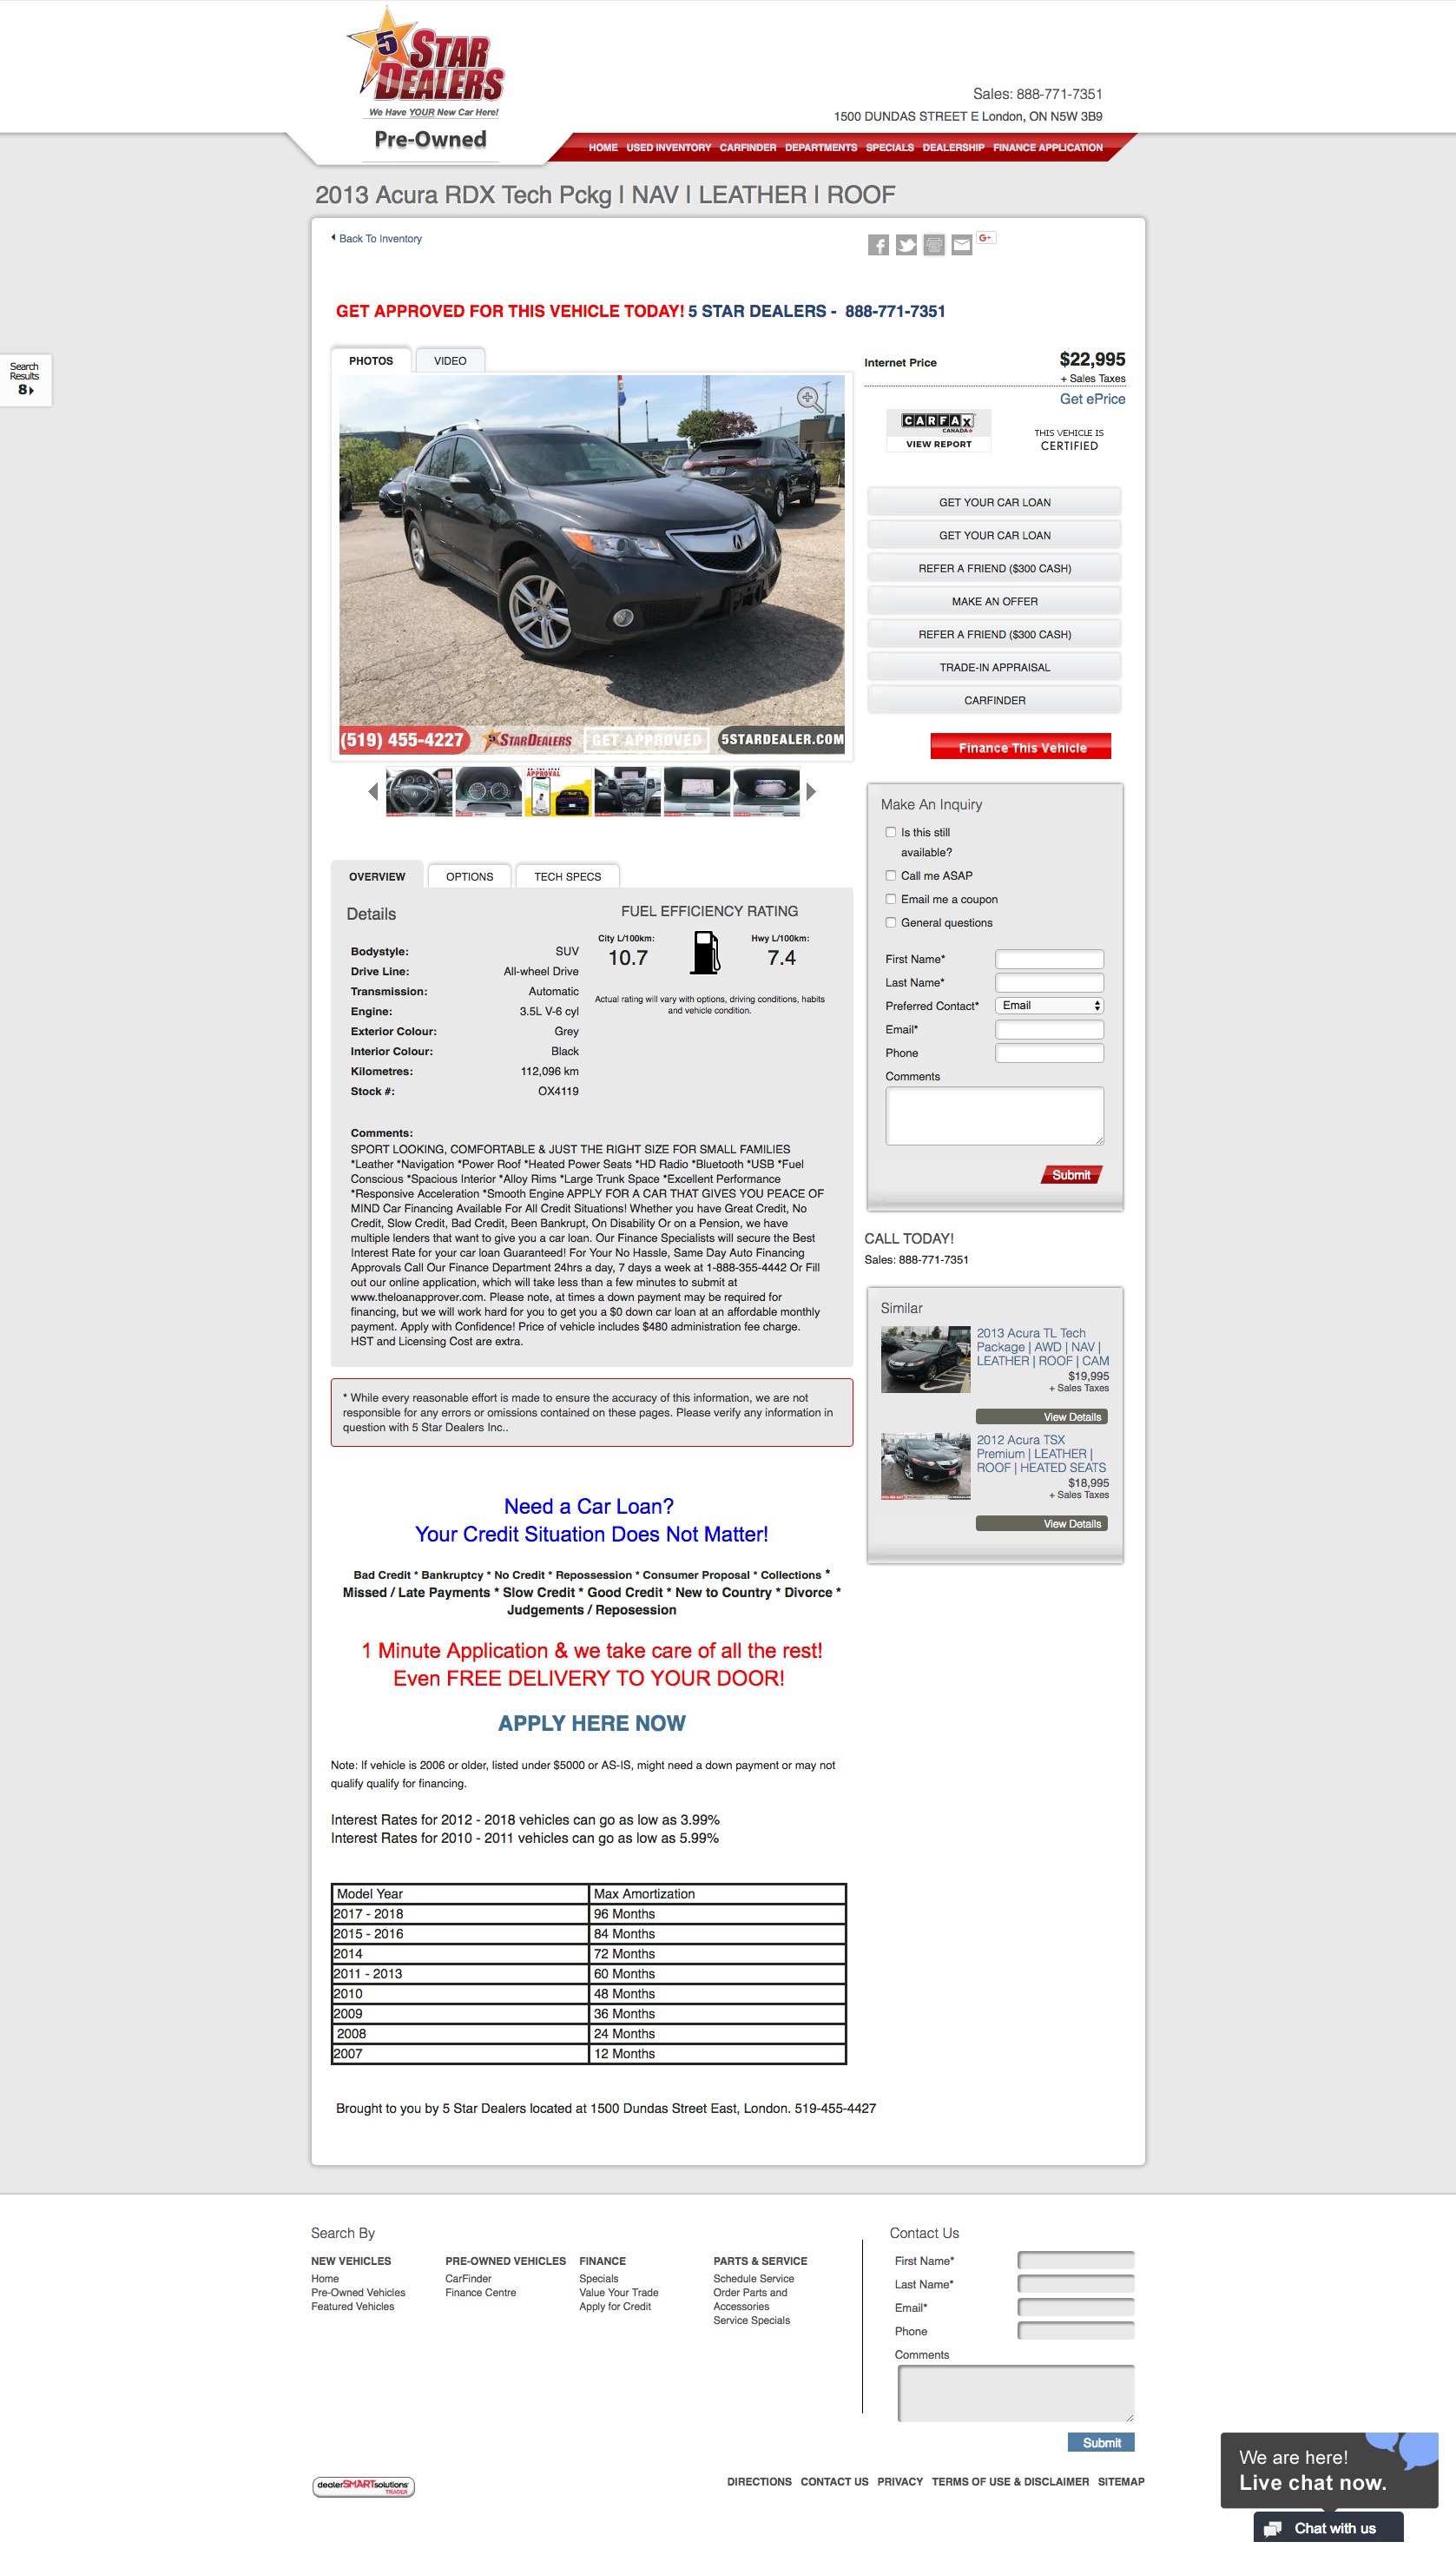 5 STAR DEALERS
We Have YOUR New Car Here!
Pre-Owned
Sales: 888-771-7351
1500 DUNDAS STREET E London, ON N5W 3B9
HOME USED INVENTORY CARFINDER DEPARTMENTS SPECIALS DEALERSHIP FINANCE APPLICATION
2013 Acura RDX Tech Pckg | NAV | LEATHER | ROOF
Back To Inventory
G+
GET APPROVED FOR THIS VEHICLE TODAY! 5 STAR DEALERS - 888-771-7351
Search
Results
8
PHOTOS VIDEO
(519) 455-4227 5 STARDEALERS GET APPROVED 5STARDEALER.COM
APPROVAL
Internet Price $22,995
+ Sales Taxes
Get ePrice
CARFAX
CANADA
VIEW REPORT
THIS VEHICLE IS
CERTIFIED
GET YOUR CAR LOAN
GET YOUR CAR LOAN
REFER A FRIEND ($300 CASH)
MAKE AN OFFER
REFER A FRIEND ($300 CASH)
TRADE-IN APPRAISAL
CARFINDER
Finance This Vehicle
Make An Inquiry
Is this still
available?
Call me ASAP
Email me a coupon
General questions
First Name*
Last Name*
Preferred Contact* Email
Email*
Phone
Comments
Submit
CALL TODAY!
Sales: 888-771-7351
Similar
2013 Acura TL Tech
Package | AWD | NAV |
LEATHER | ROOF | CAM
$19,995
+ Sales Taxes
View Details
2012 Acura TSX
Premium | LEATHER |
ROOF | HEATED SEATS
$18,995
+ Sales Taxes
View Details
OVERVIEW OPTIONS TECH SPECS
Details
Bodystyle: SUV
Drive Line: All-wheel Drive
Transmission: Automatic
Engine: 3.5L V-6 cyl
Exterior Colour: Grey
Interior Colour: Black
Kilometres: 112,096 km
Stock #: OX4119
FUEL EFFICIENCY RATING
City L/100km: Hwy L/100km:
10.7 7.4
Actual rating will vary with options, driving conditions, habits
and vehicle condition.
Comments:
SPORT LOOKING, COMFORTABLE & JUST THE RIGHT SIZE FOR SMALL FAMILIES
*Leather *Navigation *Power Roof *Heated Power Seats *HD Radio *Bluetooth *USB *Fuel
Conscious *Spacious Interior *Alloy Rims *Large Trunk Space *Excellent Performance
*Responsive Acceleration *Smooth Engine APPLY FOR A CAR THAT GIVES YOU PEACE OF
MIND Car Financing Available For All Credit Situations! Whether you have Great Credit, No
Credit, Slow Credit, Bad Credit, Been Bankrupt, On Disability Or on a Pension, we have
multiple lenders that want to give you a car loan. Our Finance Specialists will secure the Best
Interest Rate for your car loan Guaranteed! For Your No Hassle, Same Day Auto Financing
Approvals Call Our Finance Department 24hrs a day, 7 days a week at 1-888-355-4442 Or Fill
out our online application, which will take less than a few minutes to submit at
www.theloanapprover.com. Please note, at times a down payment may be required for
financing, but we will work hard for you to get you a $0 down car loan at an affordable monthly
payment. Apply with Confidence! Price of vehicle includes $480 administration fee charge.
HST and Licensing Cost are extra.
* While every reasonable effort is made to ensure the accuracy of this information, we are not
responsible for any errors or omissions contained on these pages. Please verify any information in
question with 5 Star Dealers Inc..
Need a Car Loan?
Your Credit Situation Does Not Matter!
Bad Credit * Bankruptcy * No Credit * Repossession * Consumer Proposal * Collections *
Missed / Late Payments * Slow Credit * Good Credit * New to Country * Divorce *
Judgements / Reposession
1 Minute Application & we take care of all the rest!
Even FREE DELIVERY TO YOUR DOOR!
APPLY HERE NOW
Note: If vehicle is 2006 or older, listed under $5000 or AS-IS, might need a down payment or may not
qualify qualify for financing.
Interest Rates for 2012 - 2018 vehicles can go as low as 3.99%
Interest Rates for 2010 - 2011 vehicles can go as low as 5.99%
Model Year Max Amortization
2017 - 2018 96 Months
2015 - 2016 84 Months
2014 72 Months
2011 - 2013 60 Months
2010 48 Months
2009 36 Months
2008 24 Months
2007 12 Months
Brought to you by 5 Star Dealers located at 1500 Dundas Street East, London. 519-455-4427
Search By
NEW VEHICLES
Home
Pre-Owned Vehicles
Featured Vehicles
PRE-OWNED VEHICLES
CarFinder
Finance Centre
FINANCE
Specials
Value Your Trade
Apply for Credit
PARTS & SERVICE
Schedule Service
Order Parts and
Accessories
Service Specials
Contact Us
First Name*
Last Name*
Email*
Phone
Comments
Submit
dealerSMARTsolutions
TRADER
DIRECTIONS CONTACT US PRIVACY TERMS OF USE & DISCLAIMER SITEMAP
We are here!
Live chat now.
Chat with us